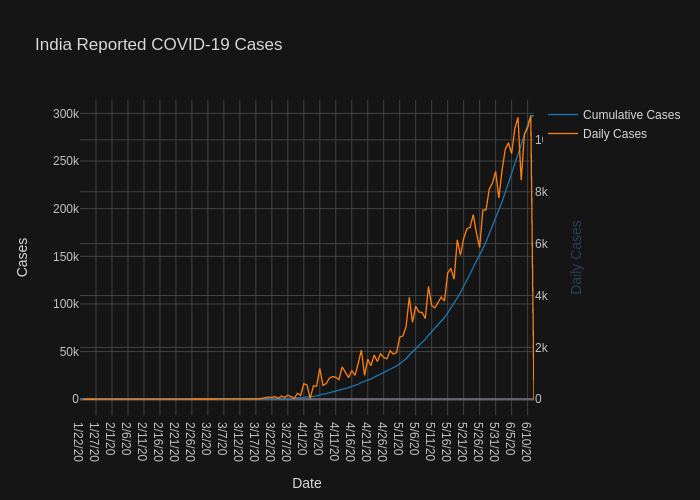 India Reported COVID-19 Cases
Cumulative Cases
Daily Cases
300k
250k
200k
150k
100k
50k
0
10
8k
6k
4k
2k
0
Cases
Daily Cases
1/22/20
1/27/20
2/1/20
2/6/20
2/11/20
2/16/20
2/21/20
2/26/20
3/2/20
3/7/20
3/12/20
3/17/20
3/22/20
3/27/20
4/1/20
4/6/20
4/11/20
4/16/20
4/21/20
4/26/20
5/1/20
5/6/20
5/11/20
5/16/20
5/21/20
5/26/20
5/31/20
6/5/20
6/10/20
Date